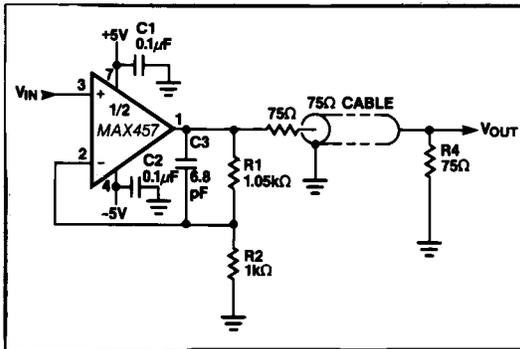 +5V
C1
0.1µF
7
VIN
3
+
1/2
MAX457
1
2
-
4
-5V
C2
0.1µF
C3
6.8
pF
R1
1.05kΩ
R2
1kΩ
75Ω
75Ω CABLE
VOUT
R4
75Ω